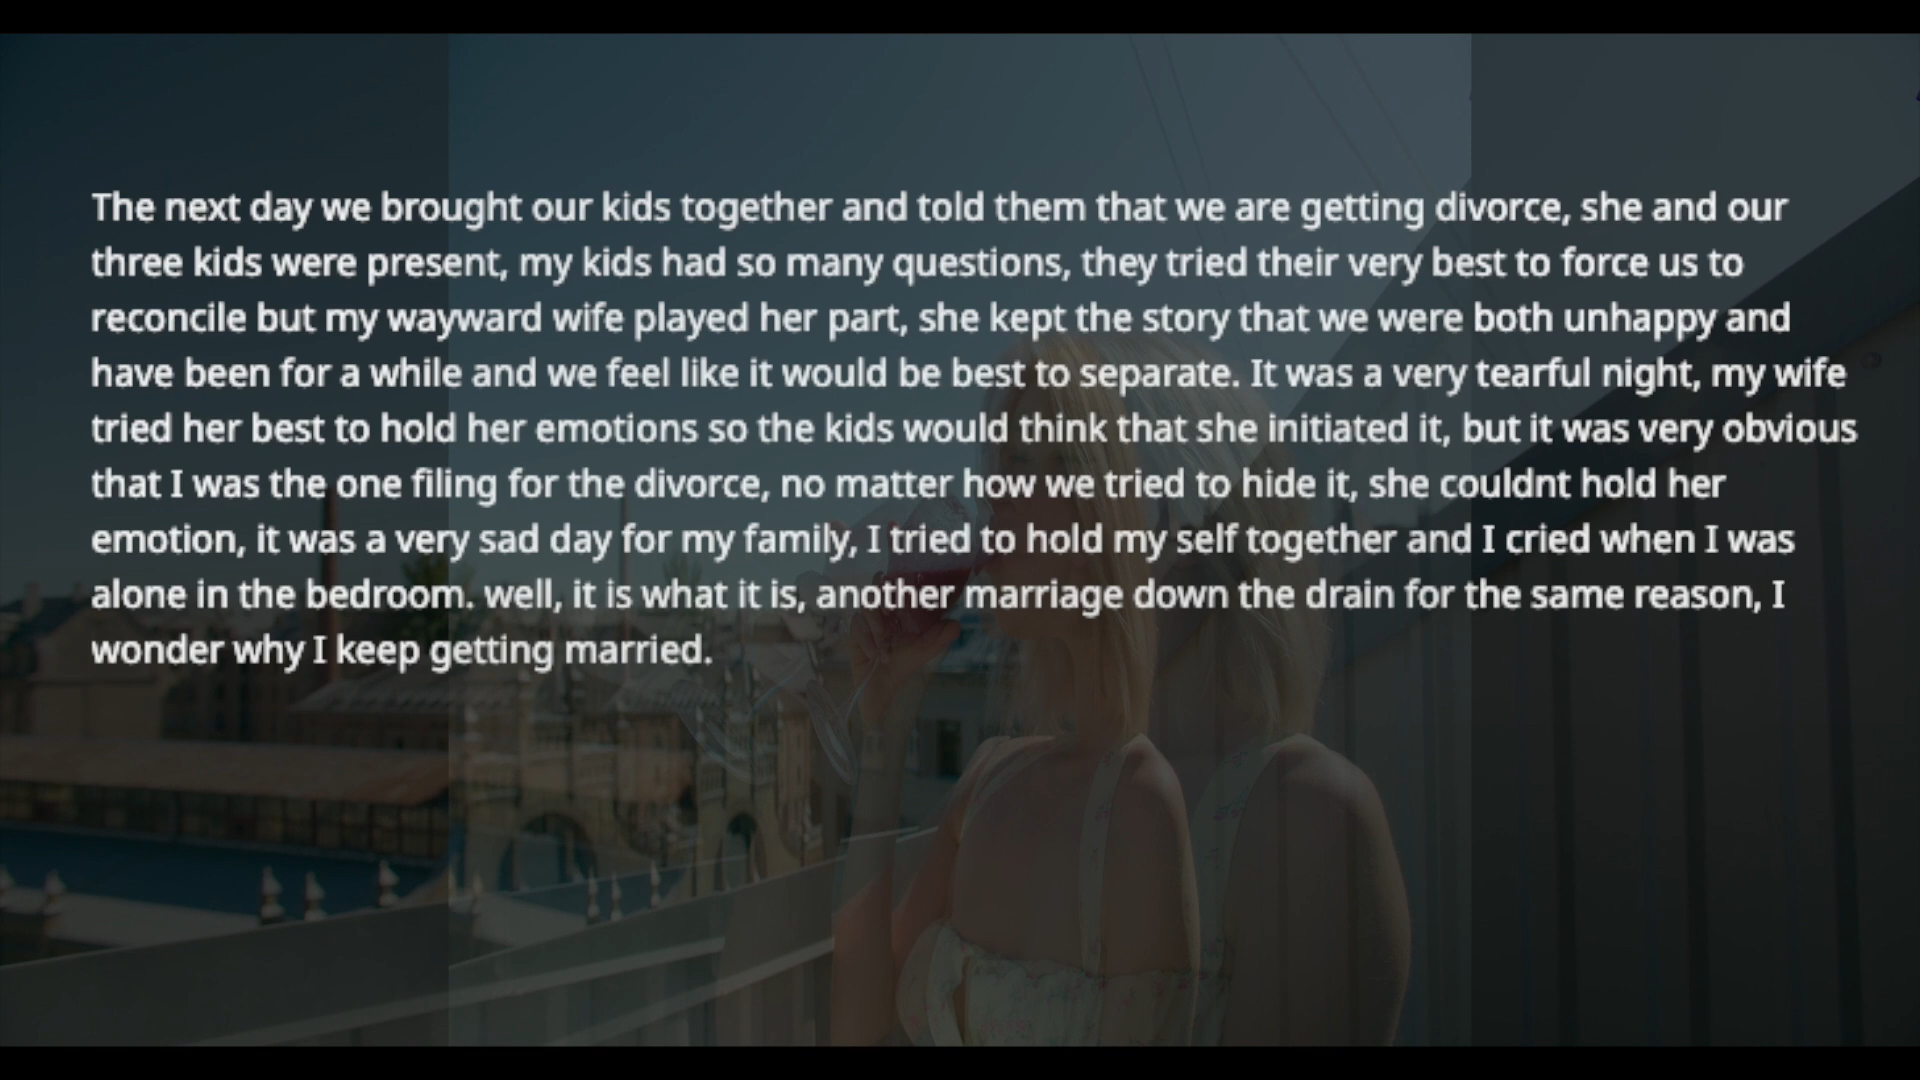 The next day we brought our kids together and told them that we are getting divorce, she and our
three kids were present, my kids had so many questions, they tried their very best to force us to
reconcile but my wayward wife played her part, she kept the story that we were both unhappy and
have been for a while and we feel like it would be best to separate. It was a very tearful night, my wife
tried her best to hold her emotions so the kids would think that she initiated it, but it was very obvious
that I was the one filing for the divorce, no matter how we tried to hide it, she couldnt hold her
emotion, it was a very sad day for my family, I tried to hold my self together and I cried when I was
alone in the bedroom. well, it is what it is, another marriage down the drain for the same reason, I
wonder why I keep getting married.